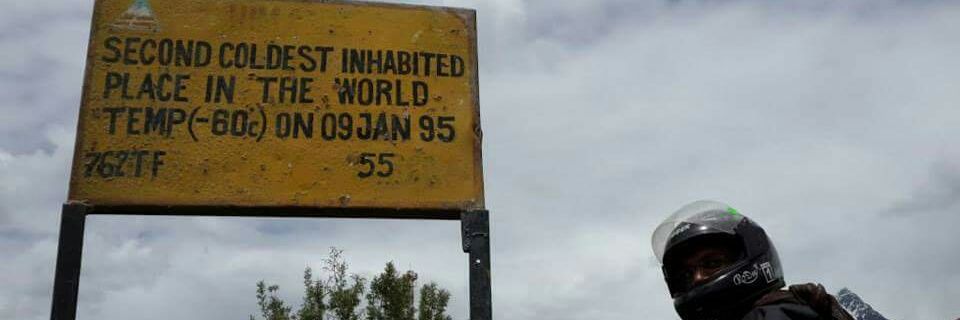 SECOND COLDEST INHABITED
PLACE IN THE WORLD
TEMP(-60c) ON 09 JAN 95
762TF 55